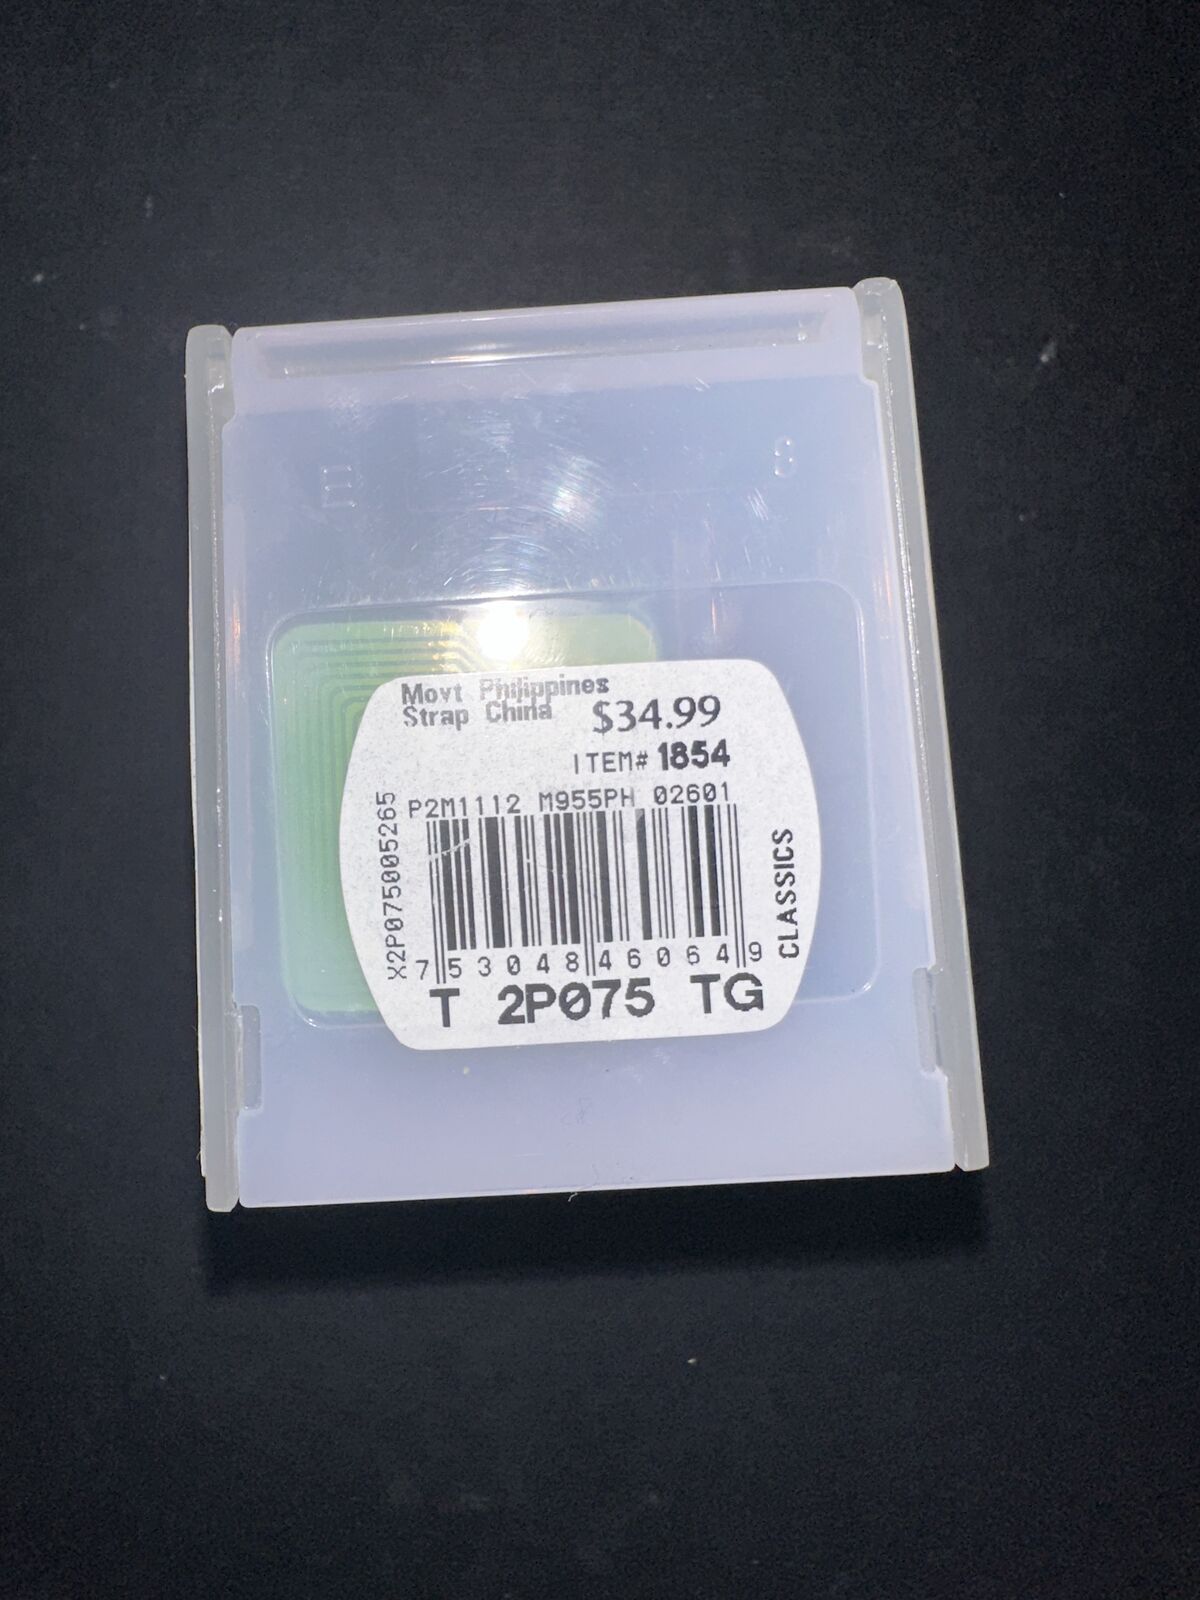 Movt Philippines
Strap China
$34.99
ITEM# 1854
P2M1112 M955PH 02601
X2P075005265
CLASSICS
7 53048 46064 9
T 2P075 TG